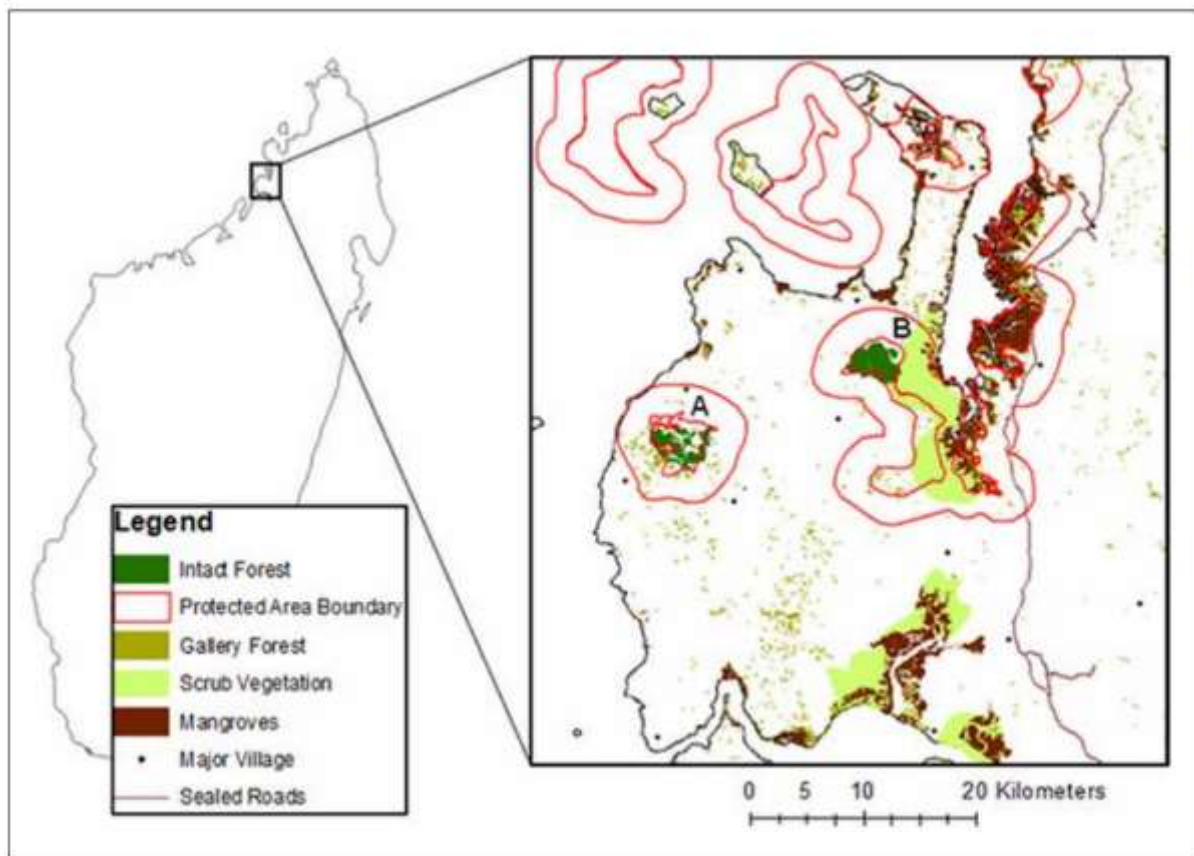 A
B
Legend
Intact Forest
Protected Area Boundary
Gallery Forest
Scrub Vegetation
Mangroves
Major Village
Sealed Roads
0 5 10 20 Kilometers